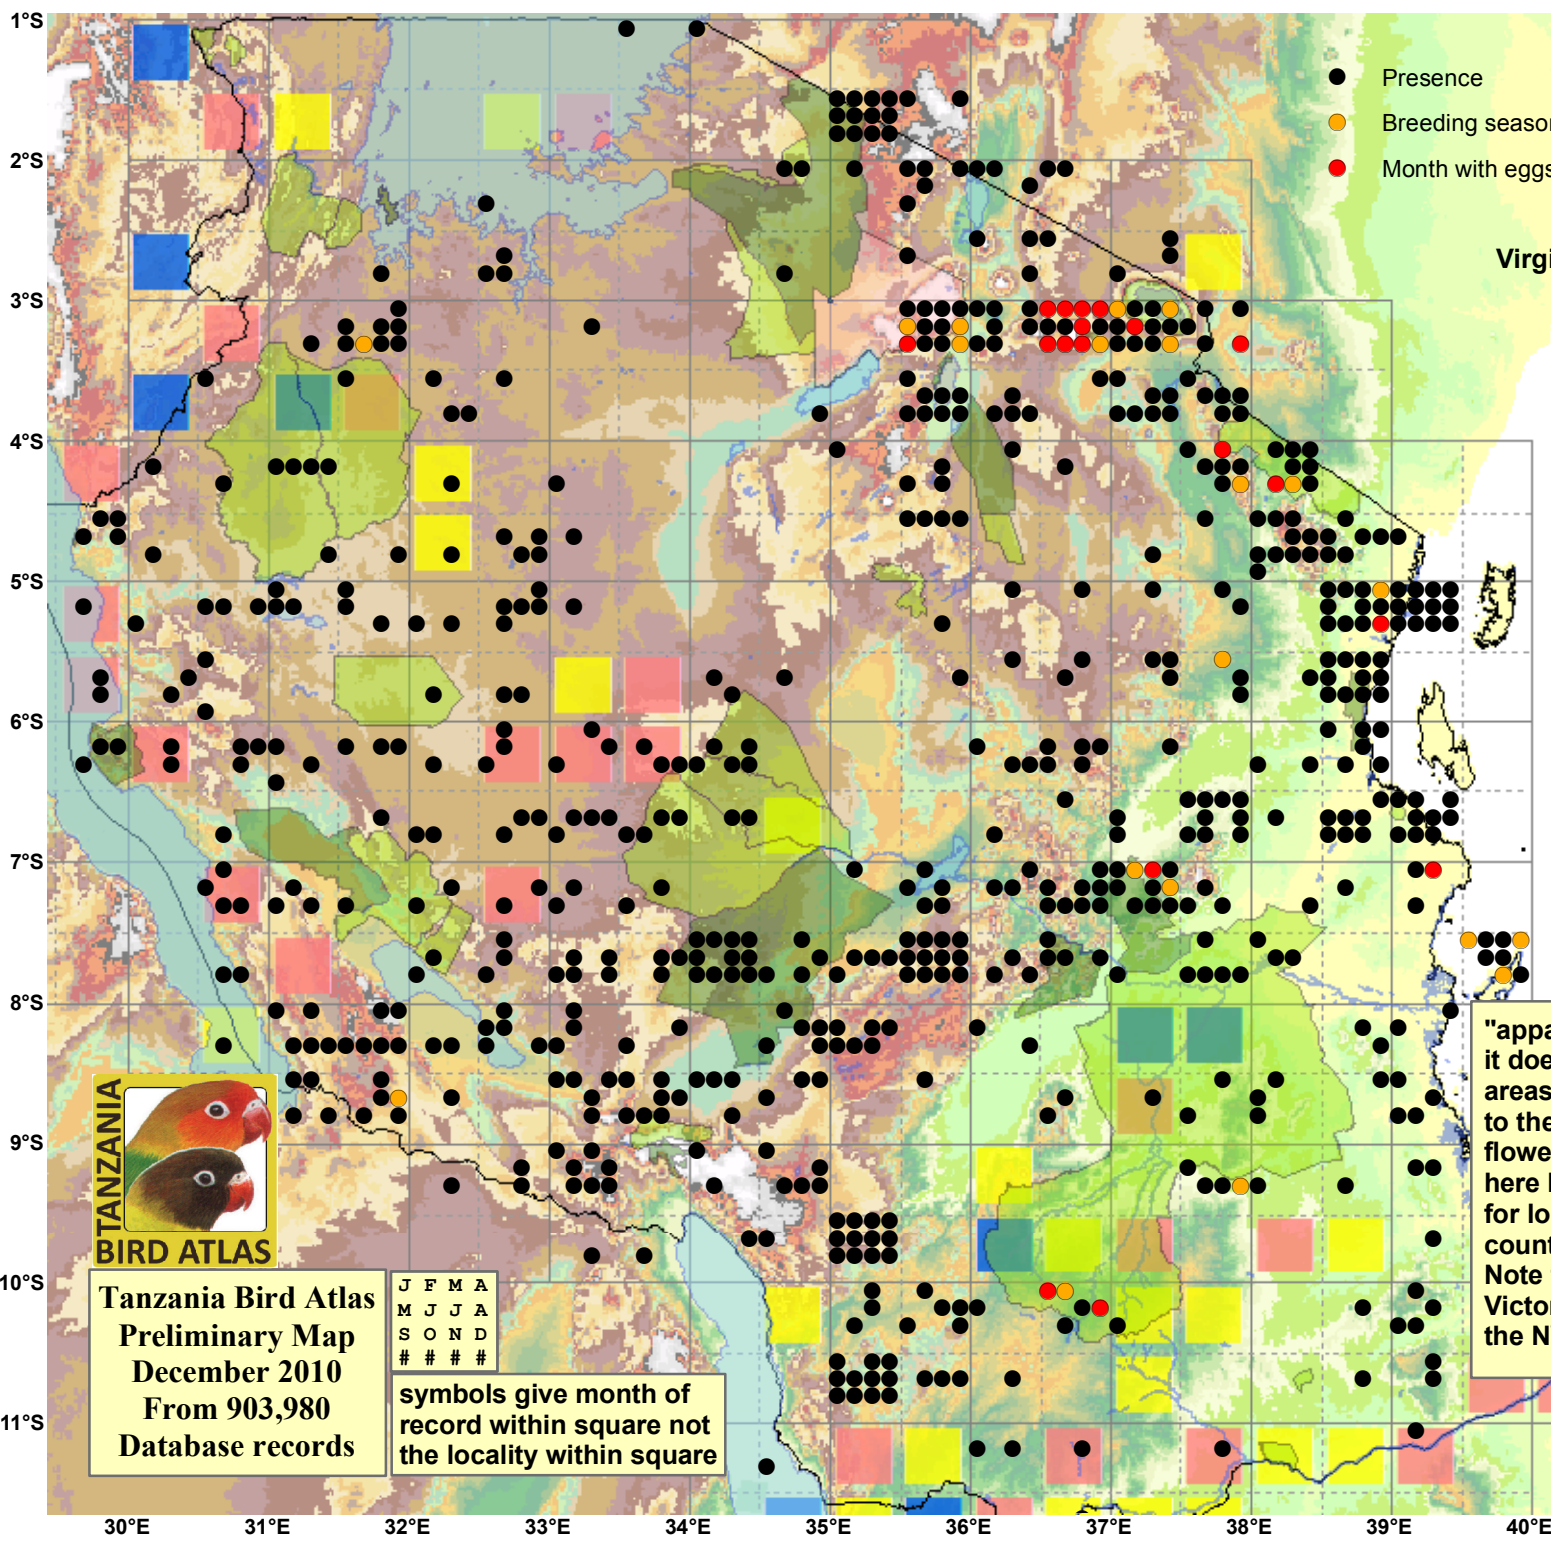 1°S
2°S
3°S
4°S
5°S
6°S
7°S
8°S
9°S
10°S
11°S
Presence
Breeding season
Month with eggs
Virgi
"appa
it doe
areas
to the
flowe
here
for lo
count
Note
Victor
the N
TANZANIA
BIRD ATLAS
Tanzania Bird Atlas
Preliminary Map
December 2010
From 903,980
Database records
J F M A
M J J A
S O N D
# # # #
symbols give month of
record within square not
the locality within square
30°E 31°E 32°E 33°E 34°E 35°E 36°E 37°E 38°E 39°E 40°E